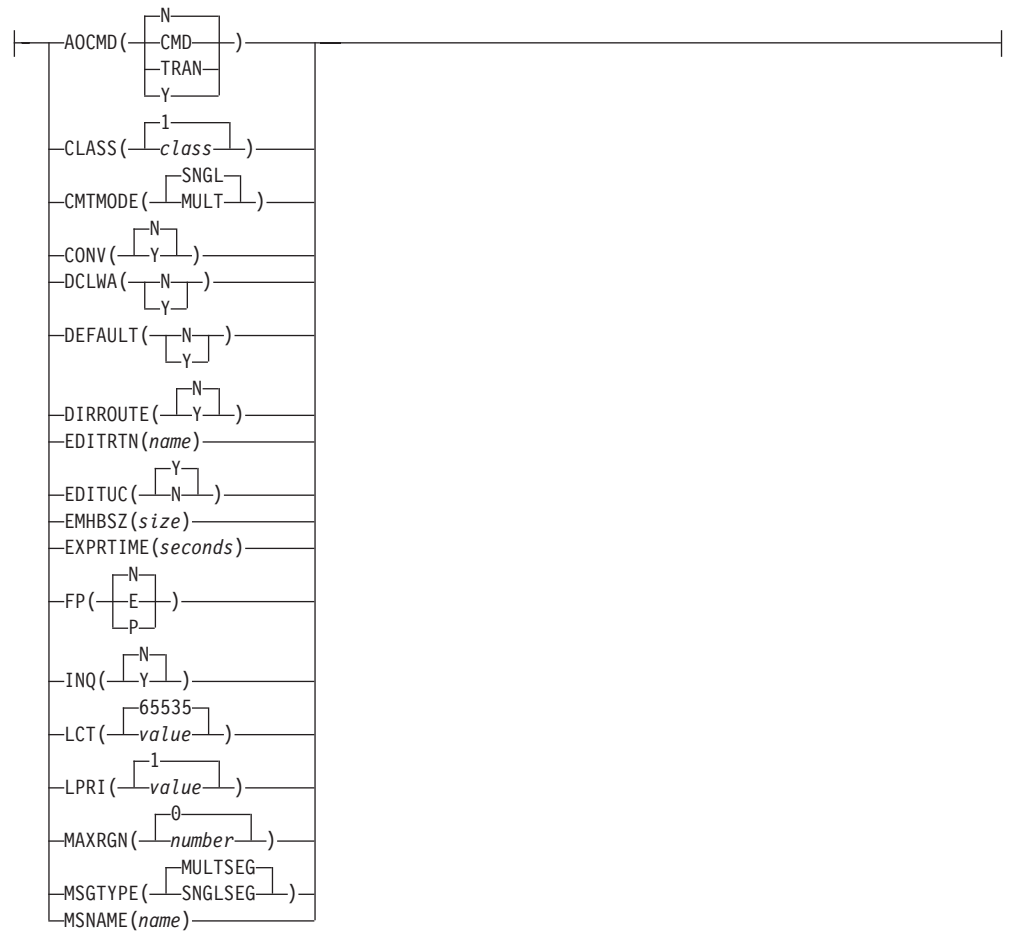 N
AOCMD( CMD )
TRAN
Y
1
CLASS( class )
SNGL
CMTMODE( MULT )
N
CONV( Y )
DCLWA( N )
Y
DEFAULT( N )
Y
N
DIRROUTE( Y )
EDITRTN(name)
Y
EDITUC( N )
EMHBSZ(size)
EXPRTIME(seconds)
N
FP( E )
P
N
INQ( Y )
65535
LCT( value )
1
LPRI( value )
0
MAXRGN( number )
MULTSEG
MSGTYPE( SNGLSEG )
MSNAME(name)